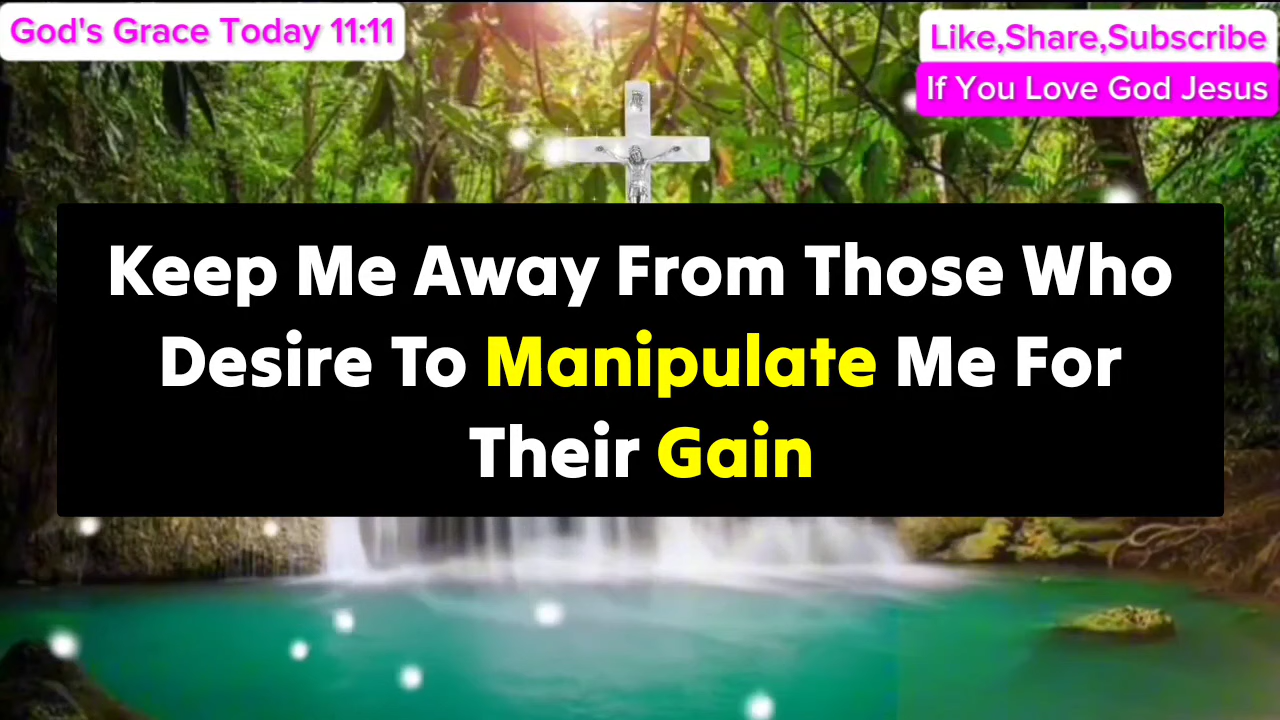 God's Grace Today 11:11
Like,Share,Subscribe
If You Love God Jesus
Keep Me Away From Those Who
Desire To Manipulate Me For
Their Gain